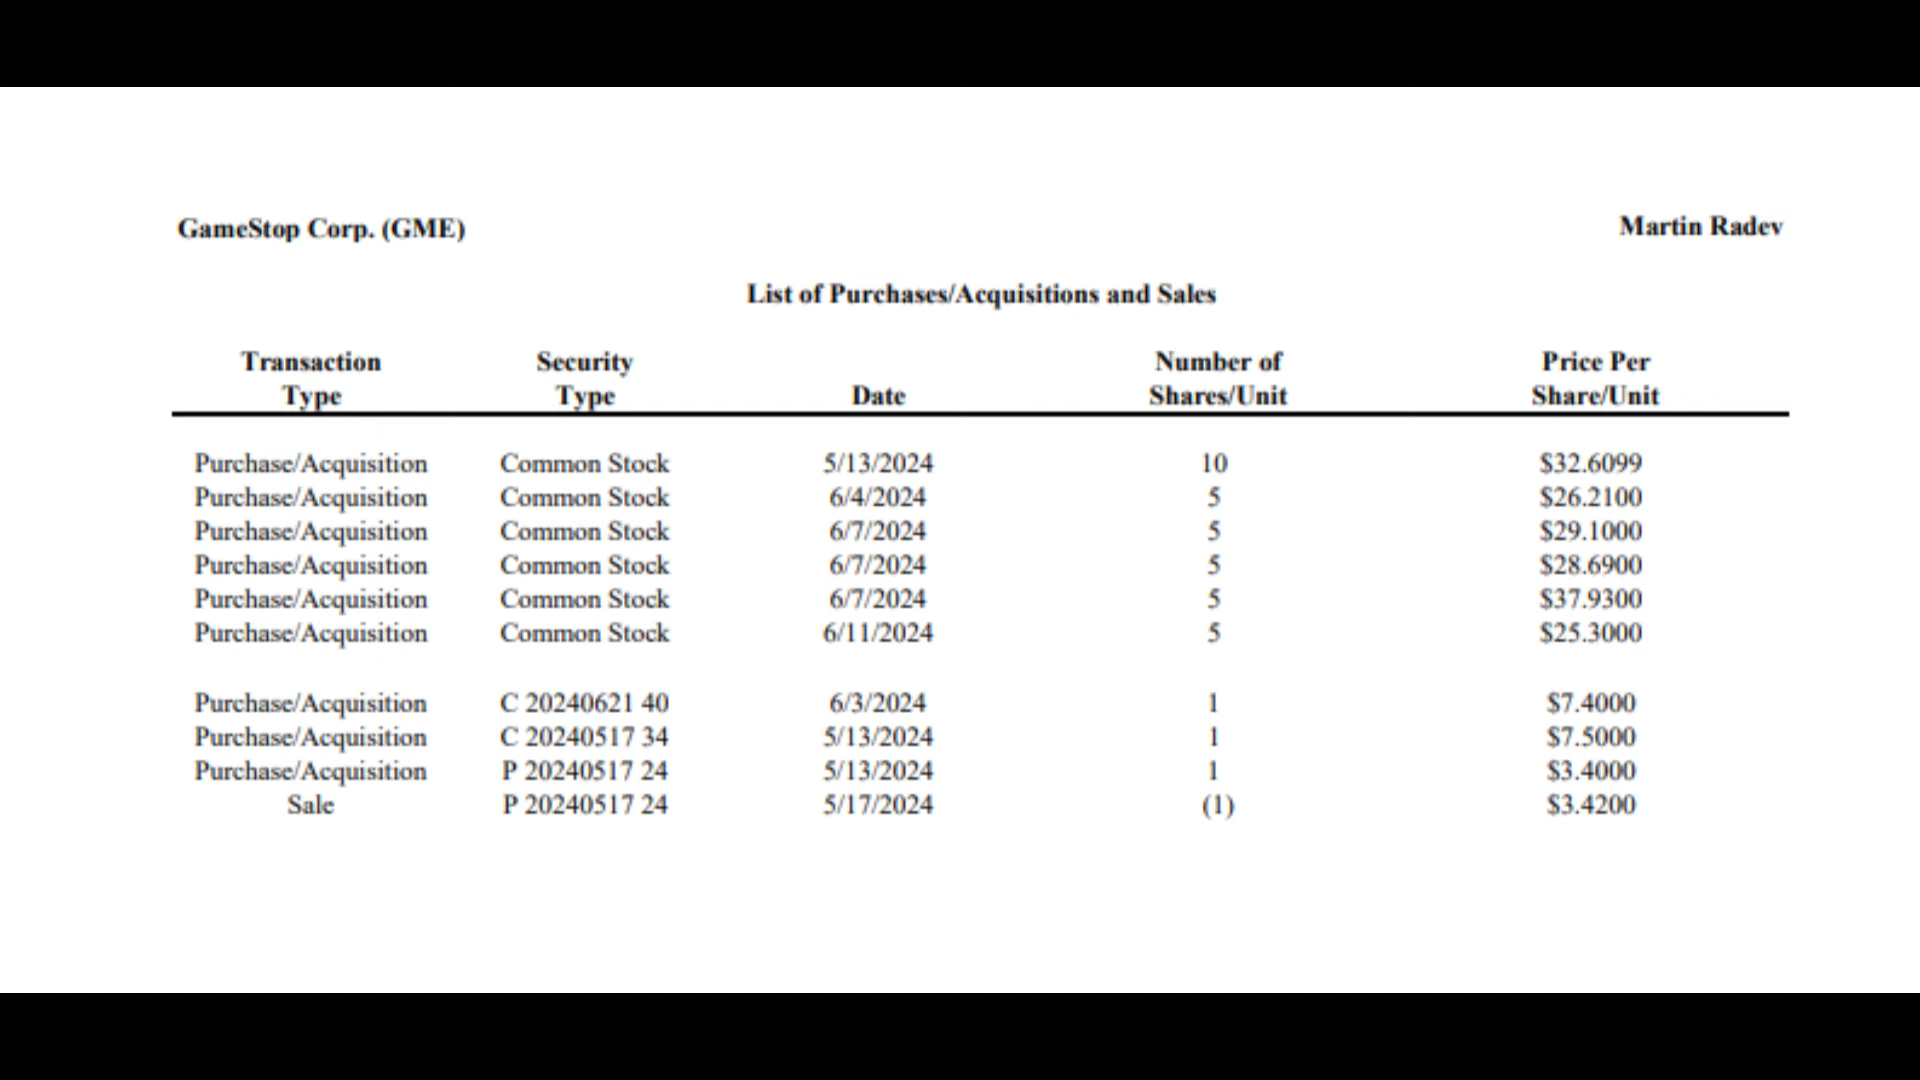 GameStop Corp. (GME) Martin Radev
List of Purchases/Acquisitions and Sales
Transaction Security Number of Price Per
Type Type Date Shares/Unit Share/Unit
Purchase/Acquisition Common Stock 5/13/2024 10 $32.6099
Purchase/Acquisition Common Stock 6/4/2024 5 $26.2100
Purchase/Acquisition Common Stock 6/7/2024 5 $29.1000
Purchase/Acquisition Common Stock 6/7/2024 5 $28.6900
Purchase/Acquisition Common Stock 6/7/2024 5 $37.9300
Purchase/Acquisition Common Stock 6/11/2024 5 $25.3000
Purchase/Acquisition C 20240621 40 6/3/2024 1 $7.4000
Purchase/Acquisition C 20240517 34 5/13/2024 1 $7.5000
Purchase/Acquisition P 20240517 24 5/13/2024 1 $3.4000
Sale P 20240517 24 5/17/2024 (1) $3.4200